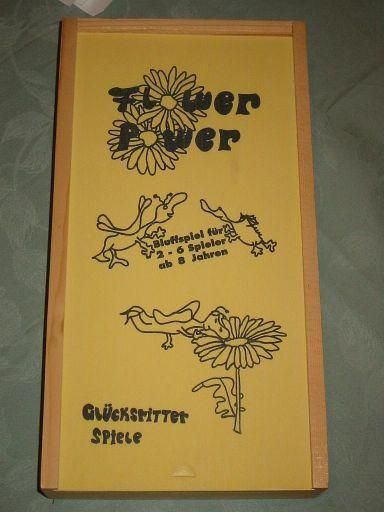 Flower
Power
Bluffspiel für
2 - 6 Spieler
ab 8 Jahren
GLÜCKSRITTER
SPIELE